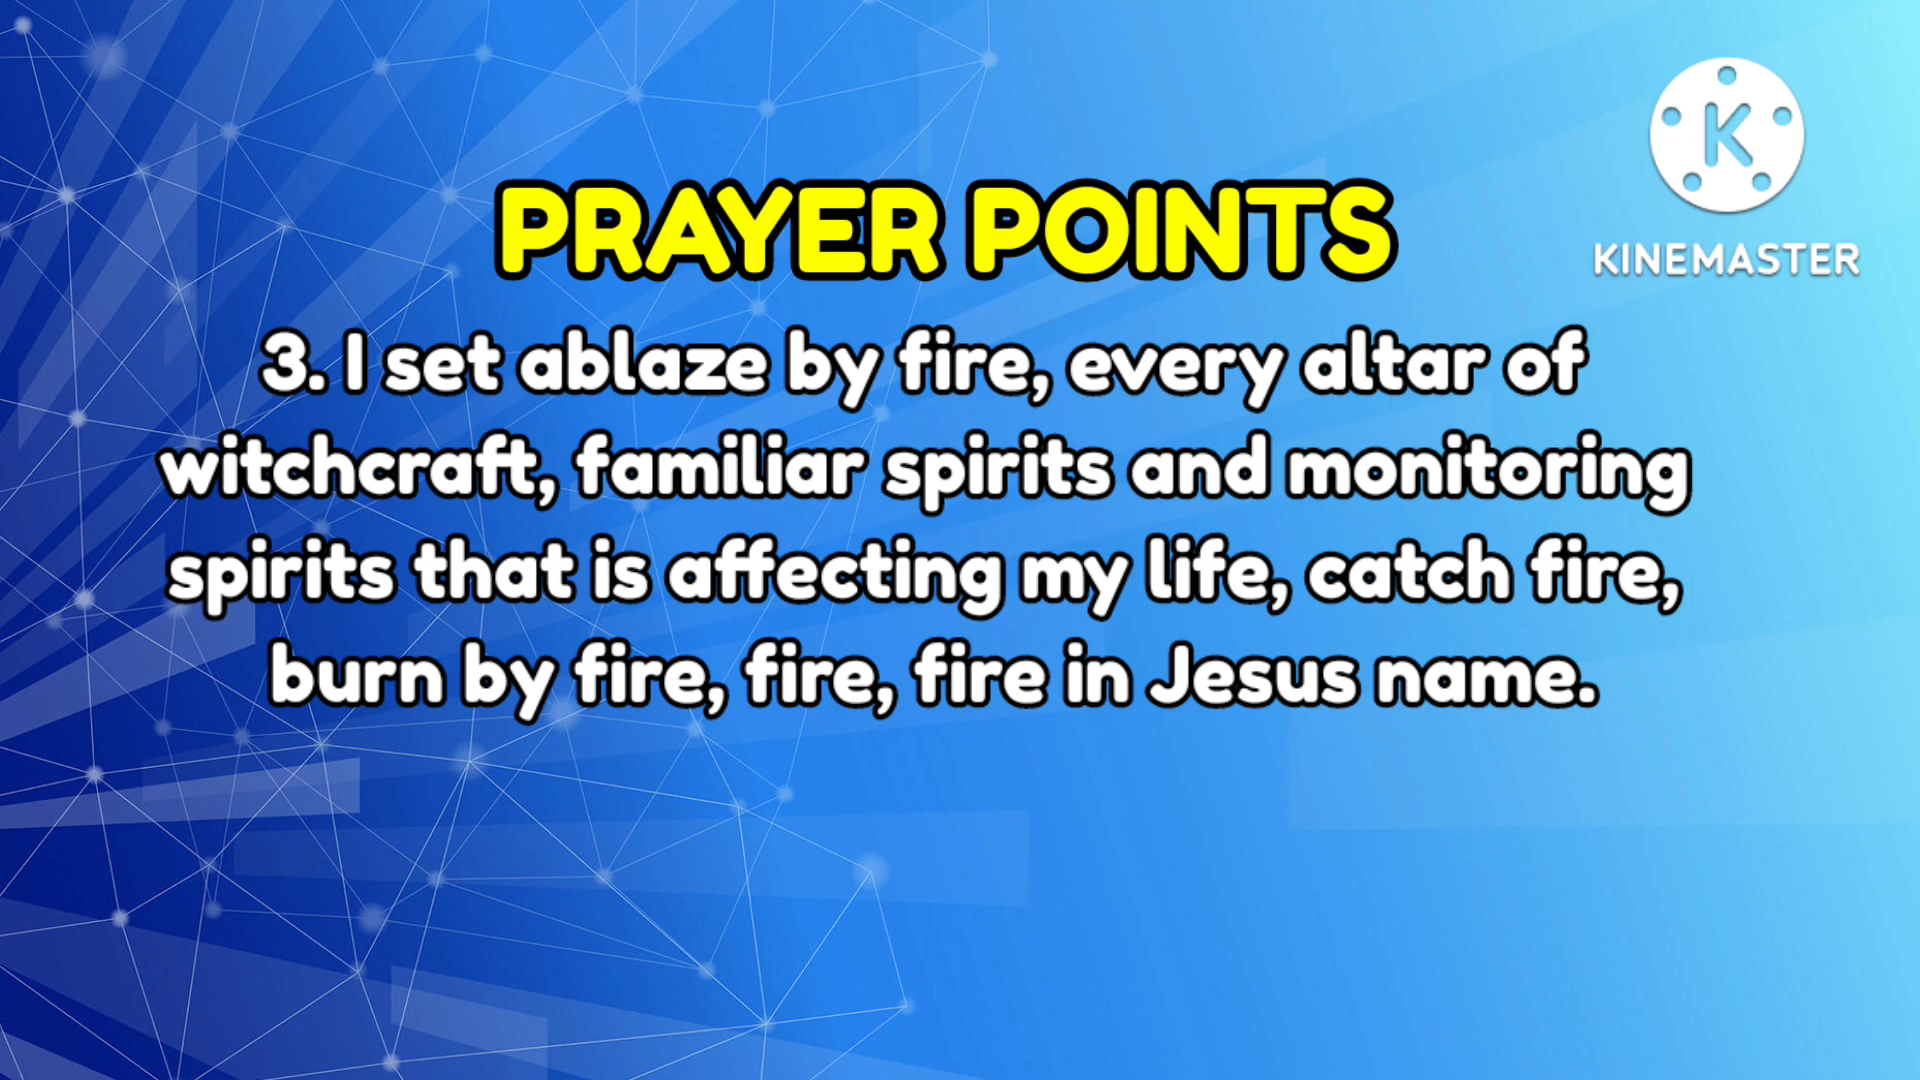 PRAYER POINTS
K
KINEMASTER
3. I set ablaze by fire, every altar of
witchcraft, familiar spirits and monitoring
spirits that is affecting my life, catch fire,
burn by fire, fire, fire in Jesus name.